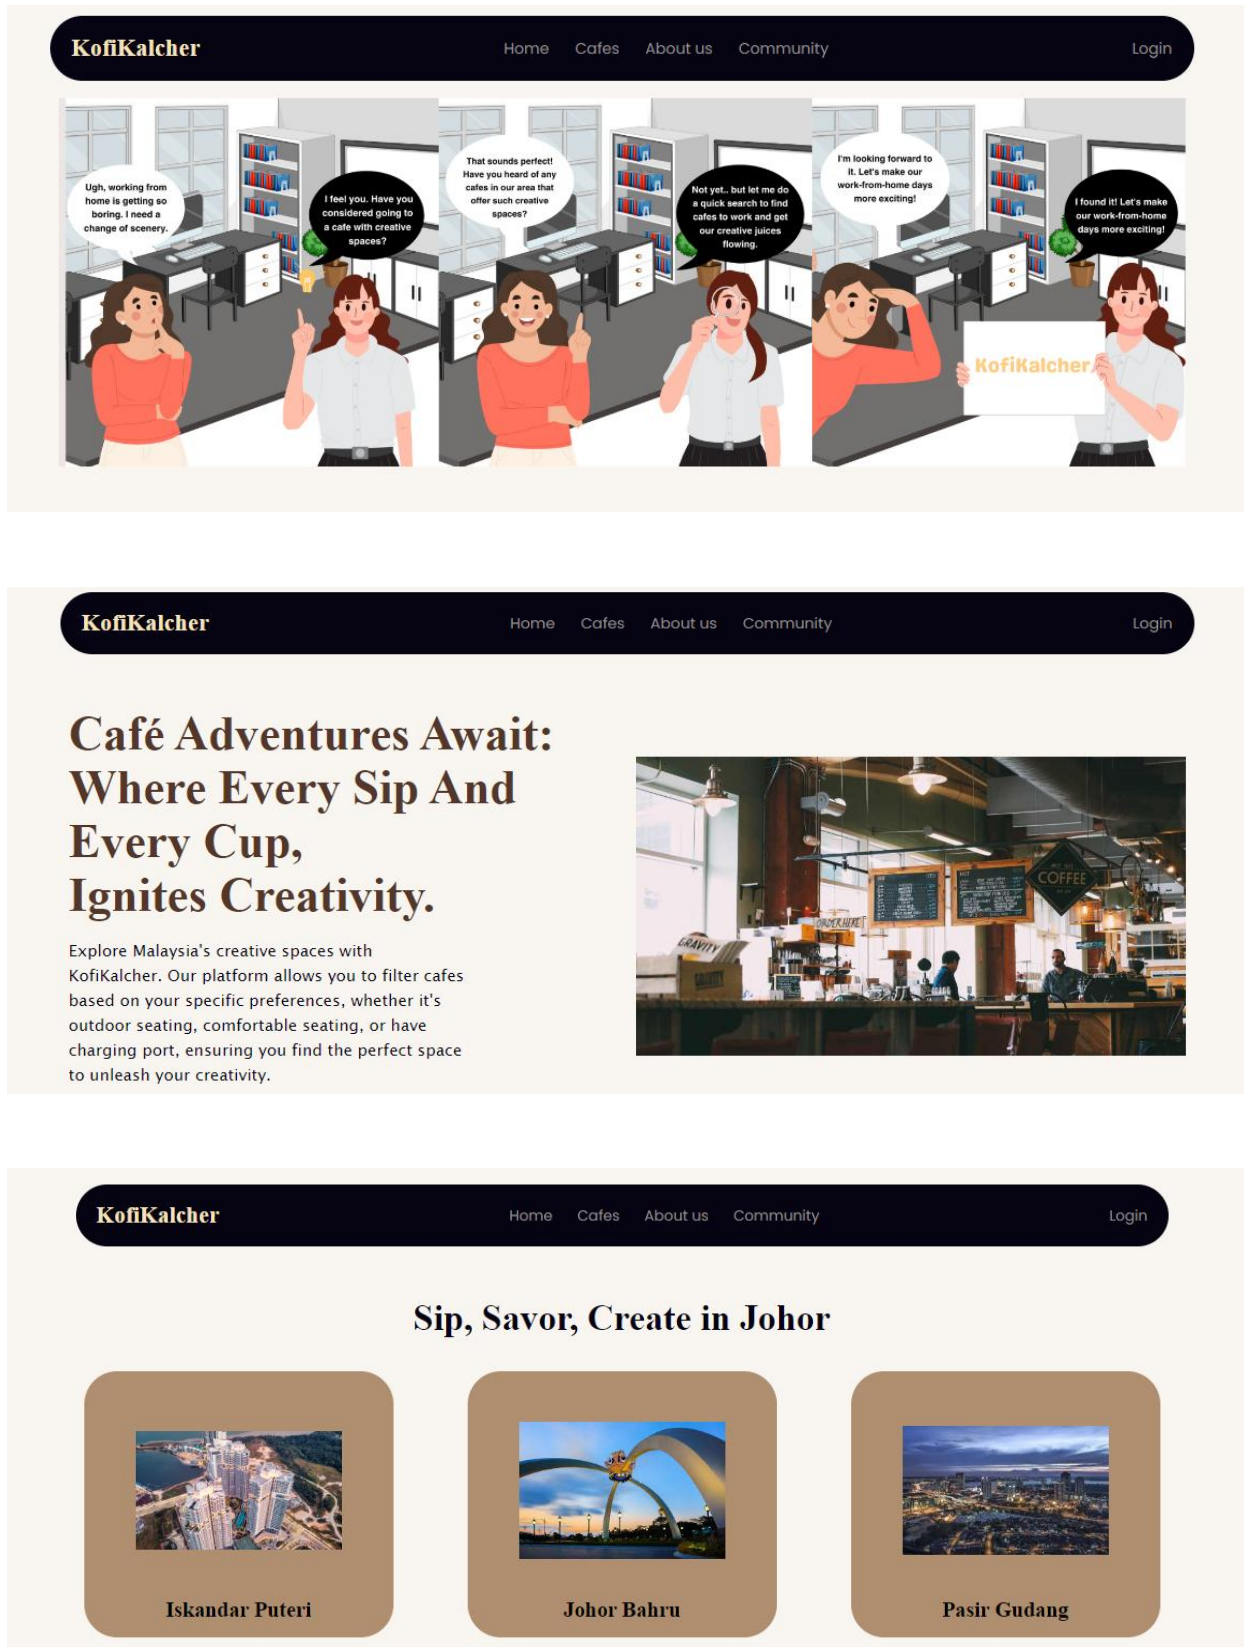 KofiKalcher
Home Cafes About us Community
Login
Ugh, working from
home is getting so
boring. I need a
change of scenery.
I feel you. Have you
considered going to
a cafe with creative
spaces?
That sounds perfect!
Have you heard of any
cafes in our area that
offer such creative
spaces?
Not yet.. but let me do
a quick search to find
cafes to work and get
our creative juices
flowing.
I'm looking forward to
it. Let's make our
work-from-home days
more exciting!
I found it! Let's make
our work-from-home
days more exciting!
KofiKalcher
KofiKalcher
Home Cafes About us Community
Login
Café Adventures Await:
Where Every Sip And
Every Cup,
Ignites Creativity.
Explore Malaysia's creative spaces with
KofiKalcher. Our platform allows you to filter cafes
based on your specific preferences, whether it's
outdoor seating, comfortable seating, or have
charging port, ensuring you find the perfect space
to unleash your creativity.
COFFEE
ORDER HERE
GRAVITY
KofiKalcher
Home Cafes About us Community
Login
Sip, Savor, Create in Johor
Iskandar Puteri
Johor Bahru
Pasir Gudang